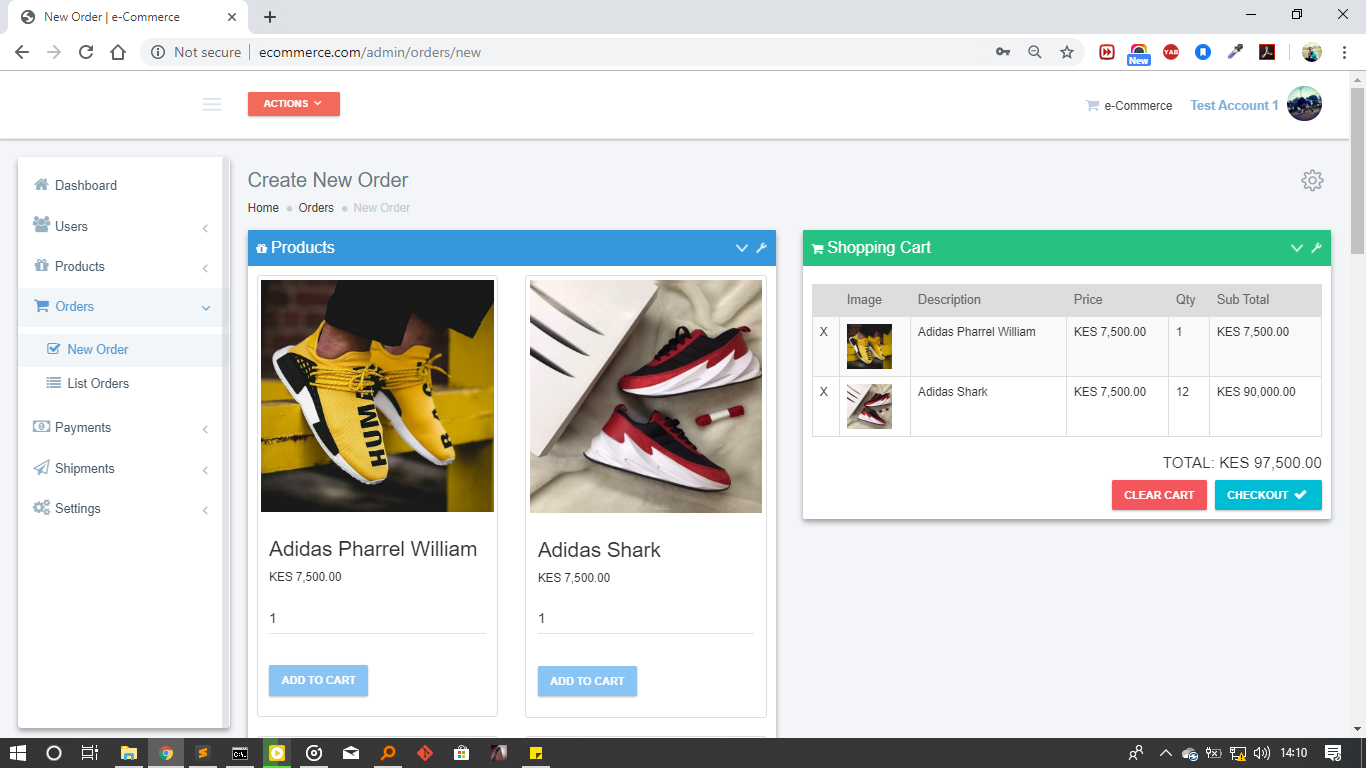 New Order | e-Commerce
Not secure
ecommerce.com/admin/orders/new
YAB
New
ACTIONS
e-Commerce
Test Account 1
Dashboard
Users
Products
Orders
New Order
List Orders
Payments
Shipments
Settings
Create New Order
Home
Orders
New Order
Products
HUM
Adidas Pharrel William
KES 7,500.00
1
ADD TO CART
Adidas Shark
KES 7,500.00
1
ADD TO CART
Shopping Cart
Image Description Price Qty Sub Total
X Adidas Pharrel William KES 7,500.00 1 KES 7,500.00
X Adidas Shark KES 7,500.00 12 KES 90,000.00
TOTAL: KES 97,500.00
CLEAR CART
CHECKOUT
14:10